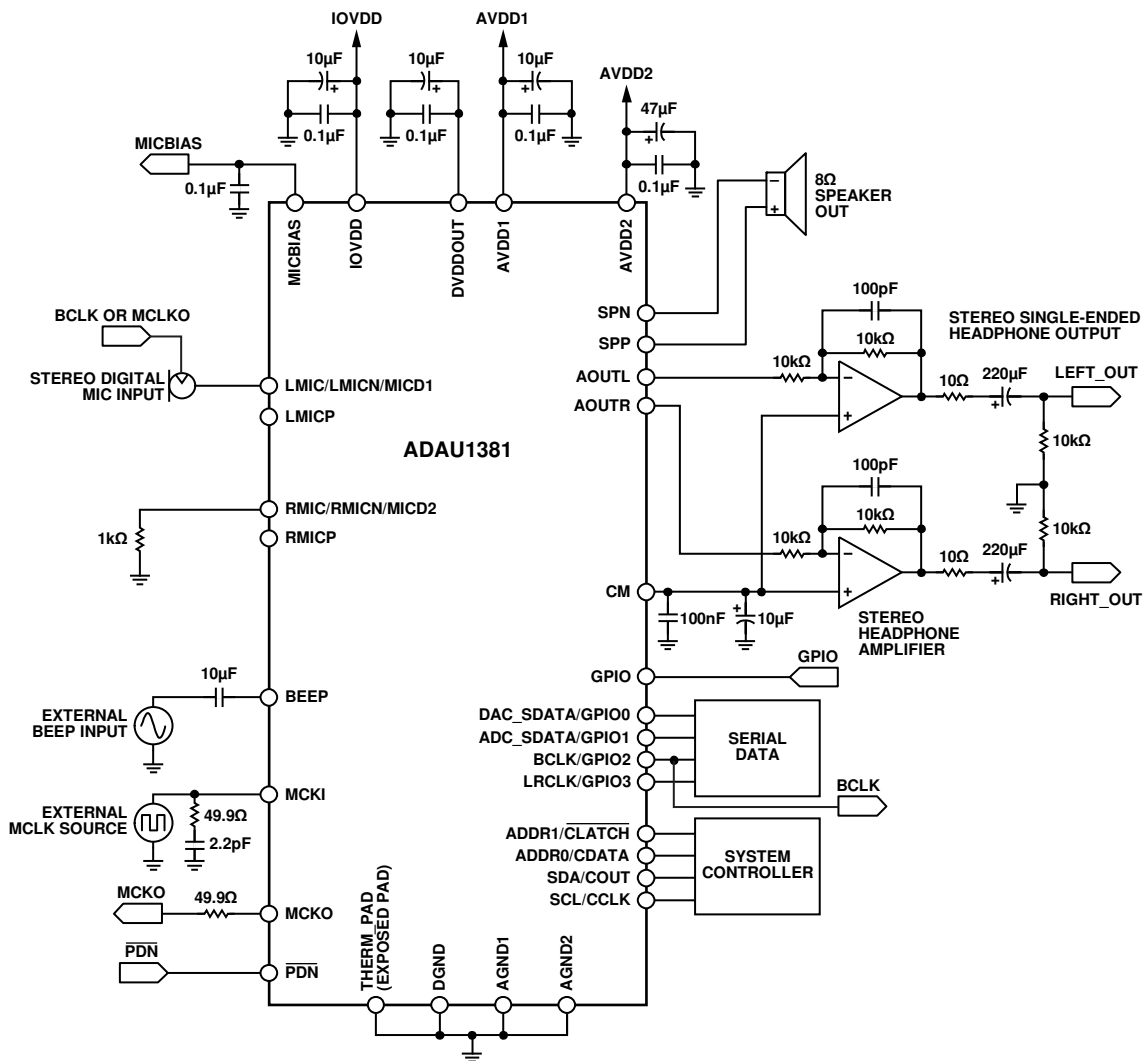 IOVDD
AVDD1
AVDD2
10µF
10µF
10µF
47µF
+
+
+
+
0.1µF
0.1µF
0.1µF
0.1µF
MICBIAS
0.1µF
8Ω
SPEAKER
OUT
−
+
MICBIAS
IOVDD
DVDDOUT
AVDD1
AVDD2
BCLK OR MCLKO
STEREO DIGITAL
MIC INPUT
LMIC/LMICN/MICD1
LMICP
ADAU1381
RMIC/RMICN/MICD2
RMICP
1kΩ
SPN
SPP
AOUTL
AOUTR
100pF
10kΩ
10kΩ
−
+
10Ω
220µF
+
STEREO SINGLE-ENDED
HEADPHONE OUTPUT
LEFT_OUT
10kΩ
100pF
10kΩ
10kΩ
−
+
10Ω
220µF
+
10kΩ
RIGHT_OUT
CM
100nF
+
10µF
STEREO
HEADPHONE
AMPLIFIER
GPIO
GPIO
10µF
BEEP
EXTERNAL
BEEP INPUT
DAC_SDATA/GPIO0
ADC_SDATA/GPIO1
BCLK/GPIO2
LRCLK/GPIO3
SERIAL
DATA
BCLK
MCKI
EXTERNAL
MCLK SOURCE
49.9Ω
2.2pF
ADDR1/CLATCH
ADDR0/CDATA
SDA/COUT
SCL/CCLK
SYSTEM
CONTROLLER
MCKO
49.9Ω
MCKO
PDN
PDN
THERM_PAD
(EXPOSED PAD)
DGND
AGND1
AGND2